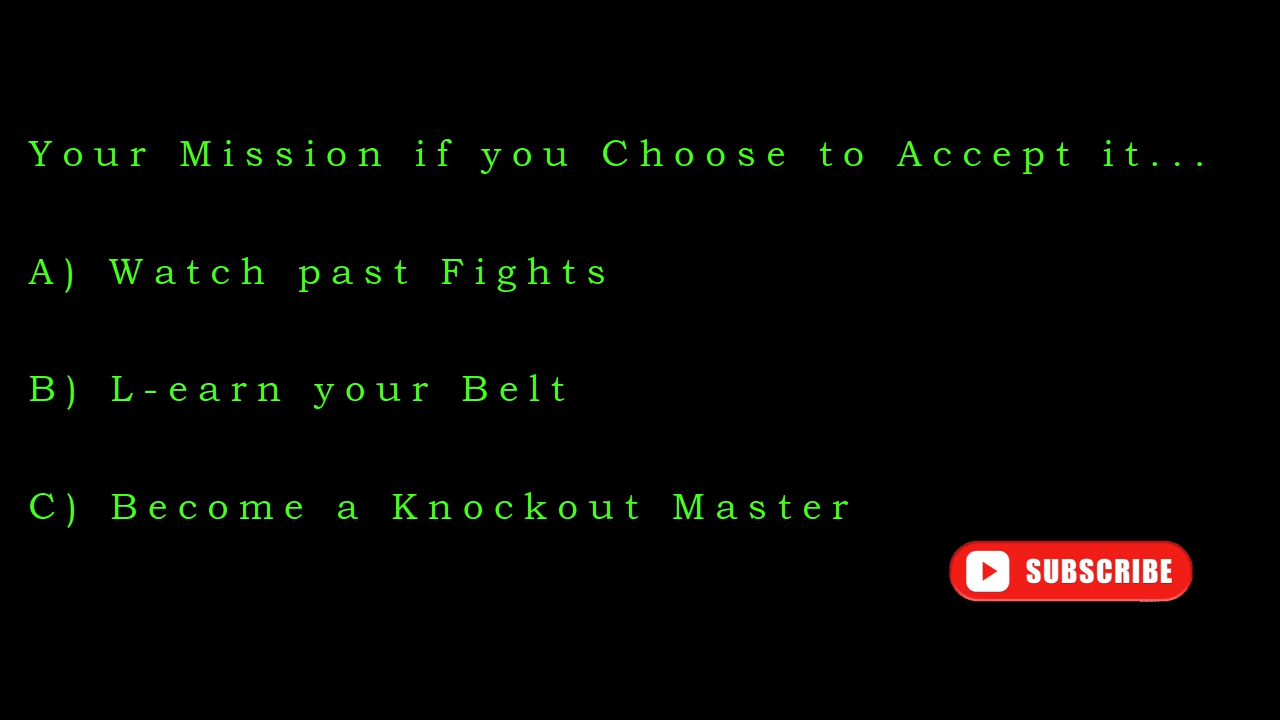 Your Mission if you Choose to Accept it...
A) Watch past Fights
B) L-earn your Belt
C) Become a Knockout Master
SUBSCRIBE